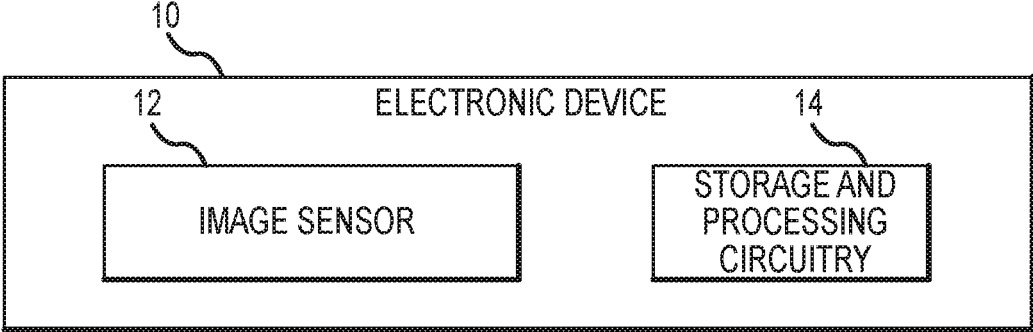 10
ELECTRONIC DEVICE
12
14
IMAGE SENSOR
STORAGE AND
PROCESSING
CIRCUITRY